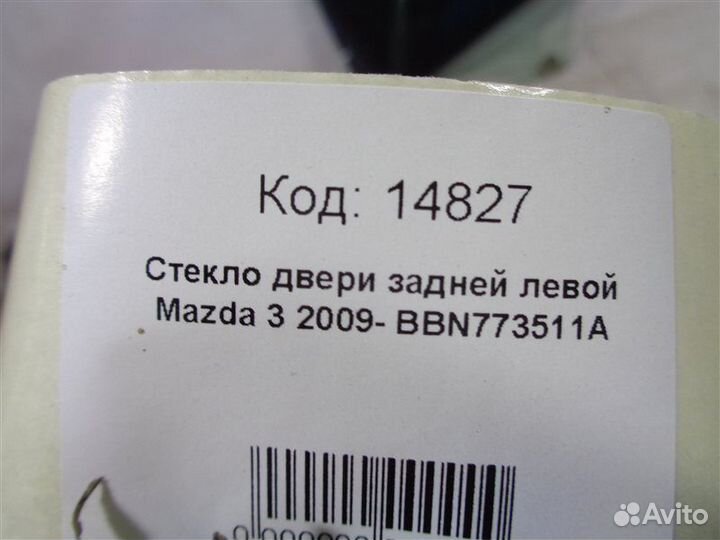 Код: 14827
Стекло двери задней левой
Mazda 3 2009- BBN773511A
Avito